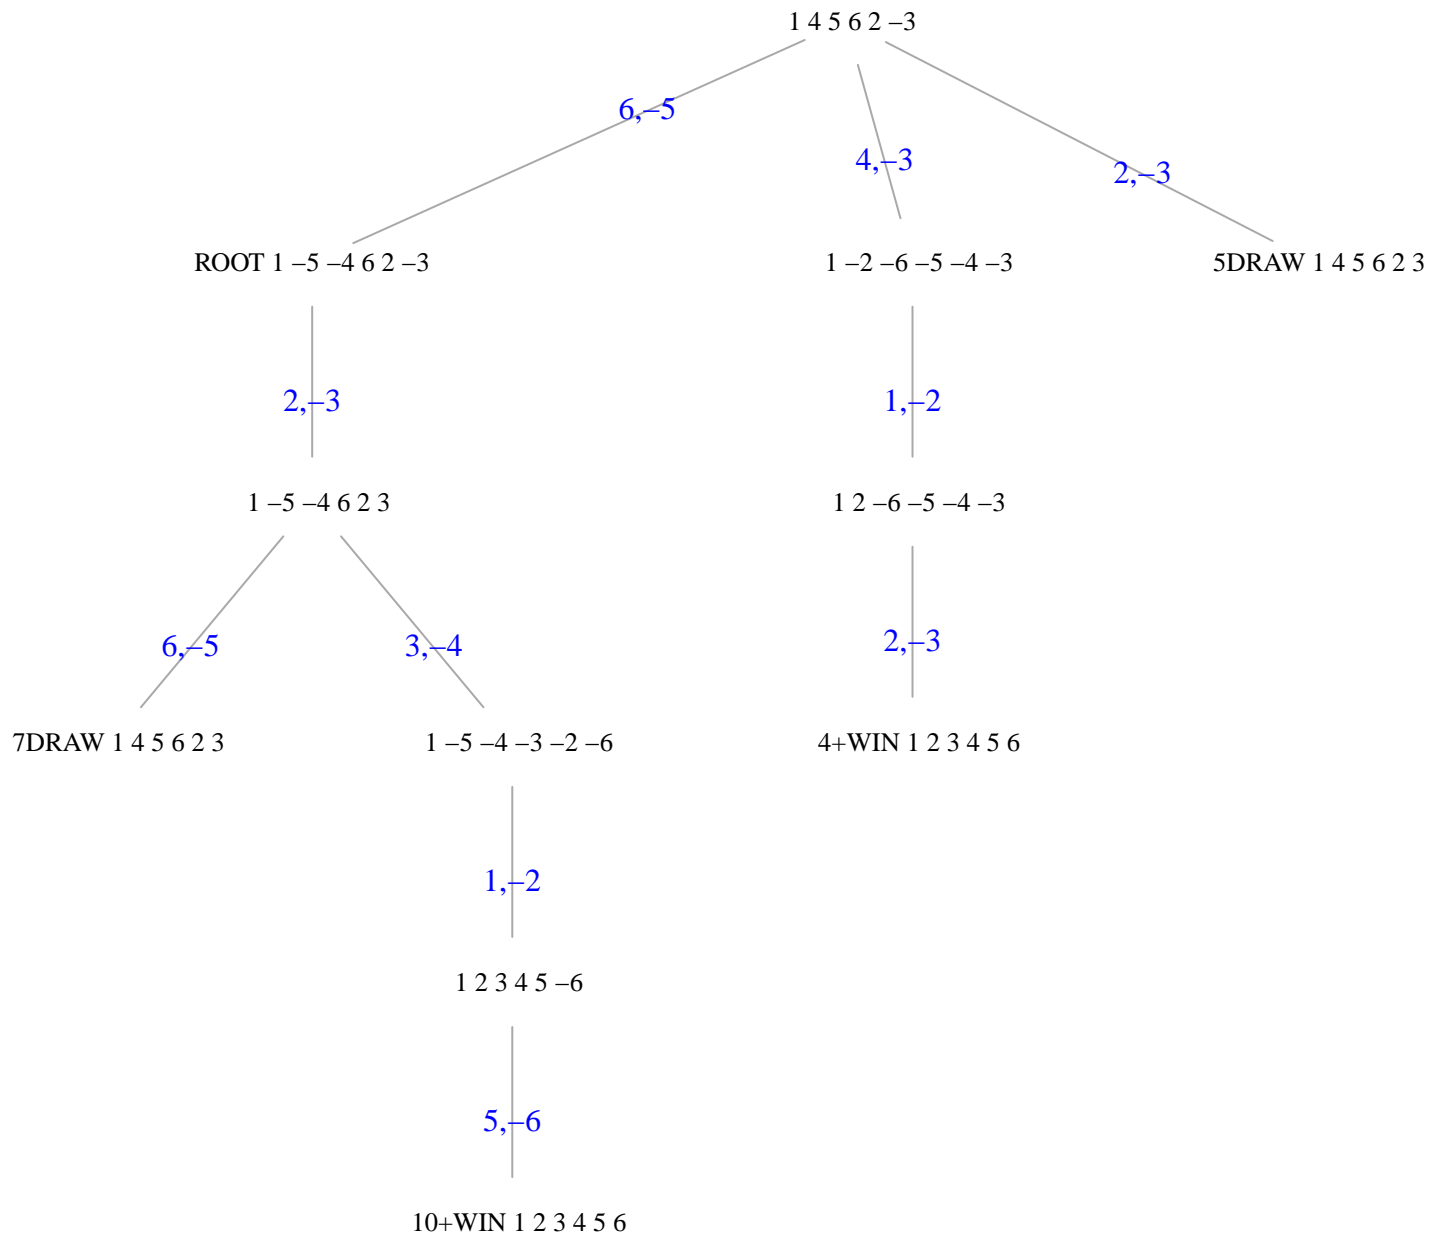 1 4 5 6 2 –3
6,–5
4,–3
2,–3
ROOT 1 –5 –4 6 2 –3
1 –2 –6 –5 –4 –3
5DRAW 1 4 5 6 2 3
2,–3
1,–2
1 –5 –4 6 2 3
1 2 –6 –5 –4 –3
6,–5
3,–4
2,–3
7DRAW 1 4 5 6 2 3
1 –5 –4 –3 –2 –6
4+WIN 1 2 3 4 5 6
1,–2
1 2 3 4 5 –6
5,–6
10+WIN 1 2 3 4 5 6